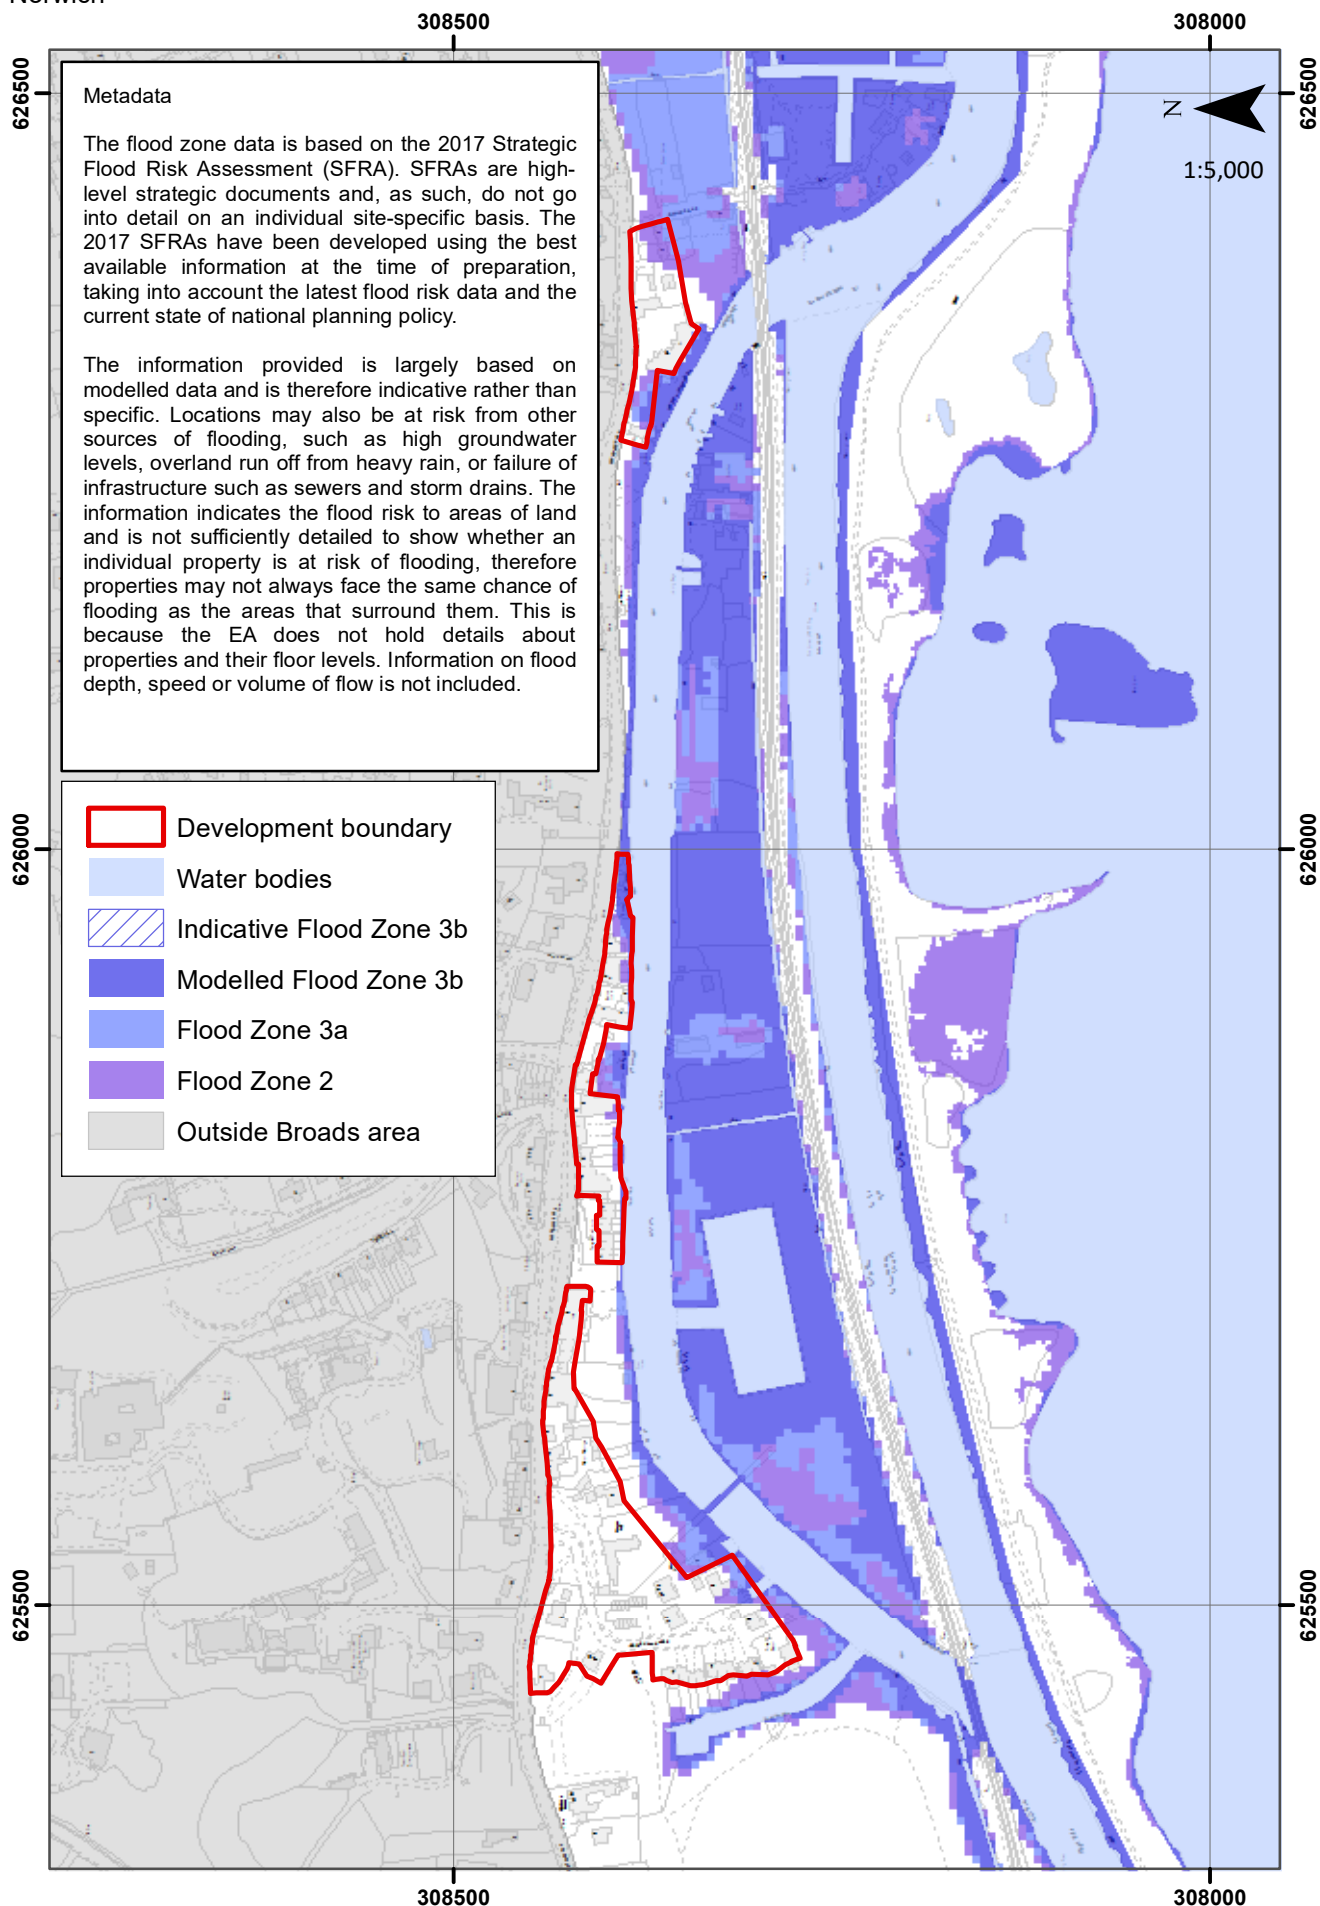 Norwich
308500
308000
626500
626500
Metadata
The flood zone data is based on the 2017 Strategic
Flood Risk Assessment (SFRA). SFRAs are high-
level strategic documents and, as such, do not go
into detail on an individual site-specific basis. The
2017 SFRAs have been developed using the best
available information at the time of preparation,
taking into account the latest flood risk data and the
current state of national planning policy.
The information provided is largely based on
modelled data and is therefore indicative rather than
specific. Locations may also be at risk from other
sources of flooding, such as high groundwater
levels, overland run off from heavy rain, or failure of
infrastructure such as sewers and storm drains. The
information indicates the flood risk to areas of land
and is not sufficiently detailed to show whether an
individual property is at risk of flooding, therefore
properties may not always face the same chance of
flooding as the areas that surround them. This is
because the EA does not hold details about
properties and their floor levels. Information on flood
depth, speed or volume of flow is not included.
N
1:5,000
Development boundary
Water bodies
Indicative Flood Zone 3b
Modelled Flood Zone 3b
Flood Zone 3a
Flood Zone 2
Outside Broads area
626000
626000
625500
625500
308500
308000